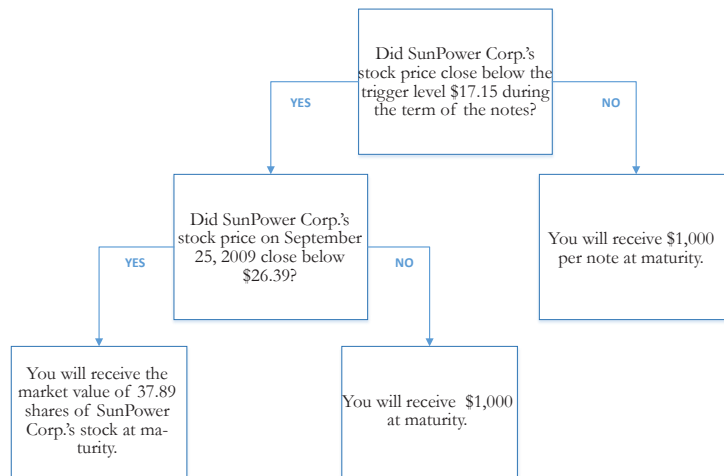 Did SunPower Corp.'s
stock price close below the
trigger level $17.15 during
the term of the notes?
YES
NO
Did SunPower Corp.'s
stock price on September
25, 2009 close below
$26.39?
You will receive $1,000
per note at maturity.
YES
NO
You will receive the
market value of 37.89
shares of SunPower
Corp.'s stock at ma-
turity.
You will receive $1,000
at maturity.